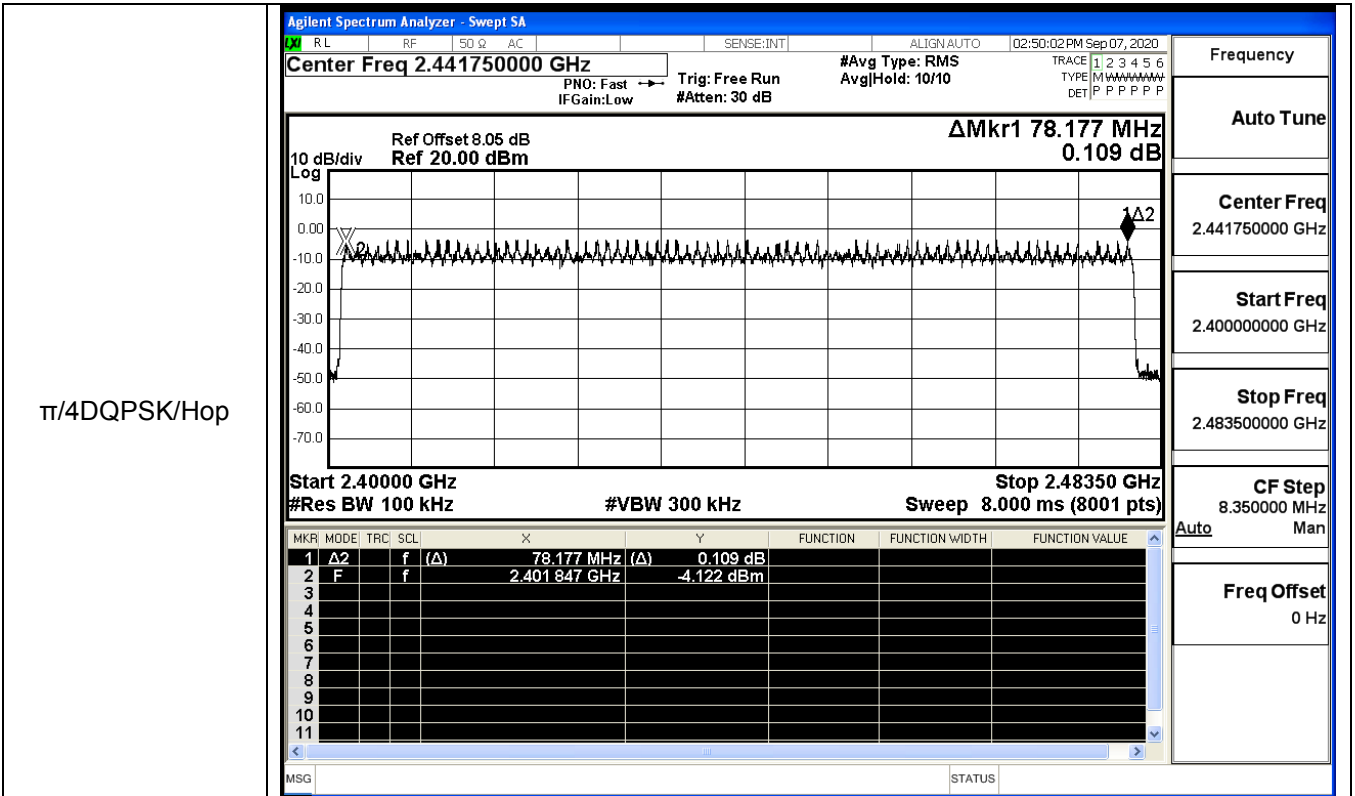 π/4DQPSK/Hop
Agilent Spectrum Analyzer - Swept SA
LXI RL RF 50 Ω AC SENSE:INT ALIGNAUTO 02:50:02 PM Sep 07, 2020
Center Freq 2.441750000 GHz
PNO: Fast
IFGain:Low
Trig: Free Run
#Atten: 30 dB
#Avg Type: RMS
Avg|Hold: 10/10
TRACE 1 2 3 4 5 6
TYPE M WWWWW
DET P P P P P P
ΔMkr1 78.177 MHz
0.109 dB
Ref Offset 8.05 dB
10 dB/div Ref 20.00 dBm
Log
10.0
0.00
-10.0
-20.0
-30.0
-40.0
-50.0
-60.0
-70.0
2
1Δ2
Start 2.40000 GHz Stop 2.48350 GHz
#Res BW 100 kHz #VBW 300 kHz Sweep 8.000 ms (8001 pts)
MKR MODE TRC SCL X Y FUNCTION FUNCTION WIDTH FUNCTION VALUE
1 Δ2 f (Δ) 78.177 MHz (Δ) 0.109 dB
2 F f 2.401 847 GHz -4.122 dBm
3
4
5
6
7
8
9
10
11
MSG STATUS
Frequency
Auto Tune
Center Freq
2.441750000 GHz
Start Freq
2.400000000 GHz
Stop Freq
2.483500000 GHz
CF Step
8.350000 MHz
Auto Man
Freq Offset
0 Hz